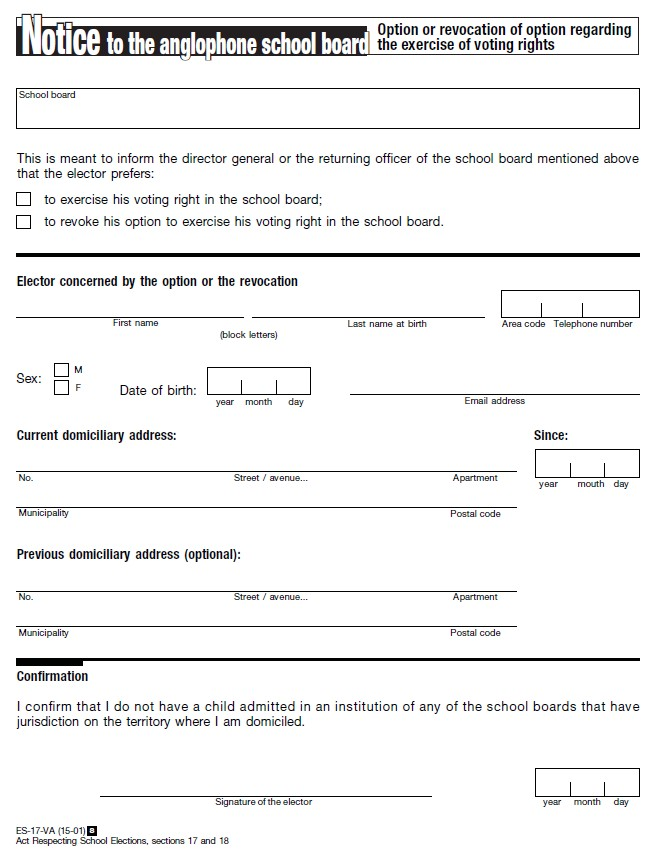 Notice to the anglophone school board
Option or revocation of option regarding
the exercise of voting rights
School board
This is meant to inform the director general or the returning officer of the school board mentioned above
that the elector prefers:
to exercise his voting right in the school board;
to revoke his option to exercise his voting right in the school board.
Elector concerned by the option or the revocation
First name
(block letters)
Last name at birth
Area code Telephone number
Sex:
M
F
Date of birth:
year month day
Email address
Current domiciliary address:
Since:
No. Street / avenue... Apartment
year mouth day
Municipality Postal code
Previous domiciliary address (optional):
No. Street / avenue... Apartment
Municipality Postal code
Confirmation
I confirm that I do not have a child admitted in an institution of any of the school boards that have
jurisdiction on the territory where I am domiciled.
Signature of the elector
year month day
ES-17-VA (15-01) 8
Act Respecting School Elections, sections 17 and 18